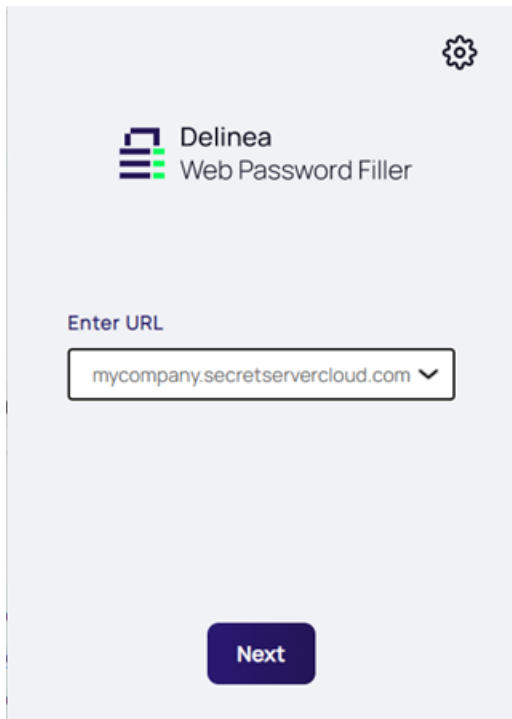 Delinea
Web Password Filler
Enter URL
mycompany.secretservercloud.com
Next